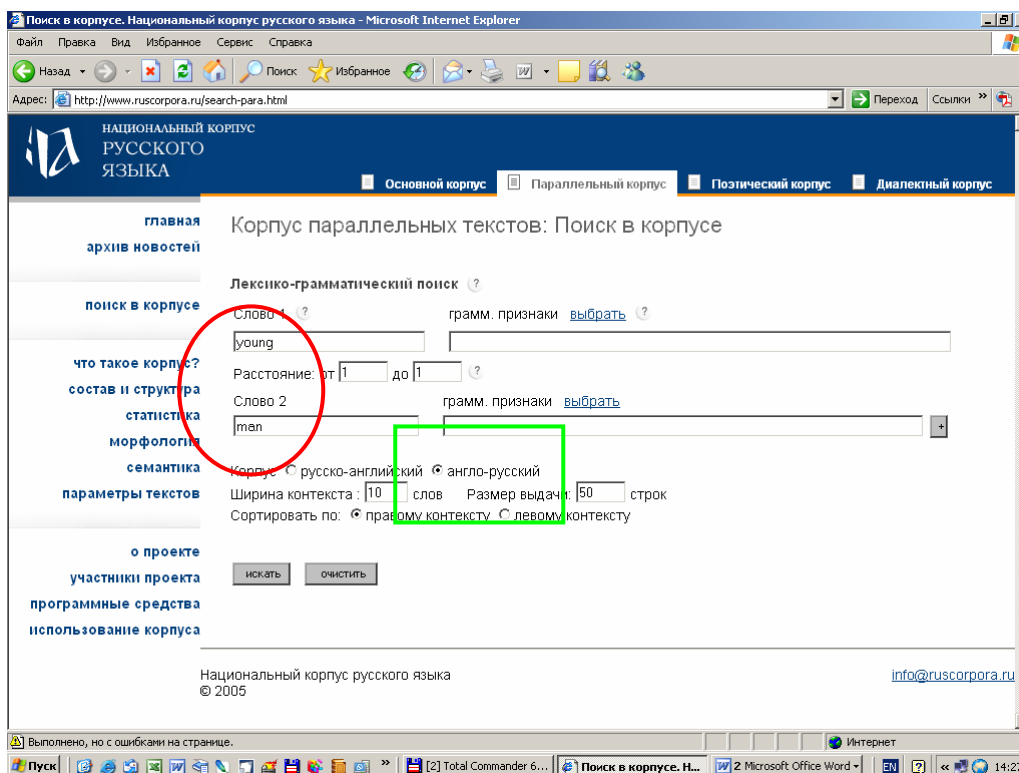 Поиск в корпусе. Национальный корпус русского языка - Microsoft Internet Explorer
Файл Правка Вид Избранное Сервис Справка
Назад Поиск Избранное
Адрес: http://www.ruscorpora.ru/search-para.html Переход Ссылки »
НАЦИОНАЛЬНЫЙ КОРПУС
РУССКОГО
ЯЗЫКА
Основной корпус Параллельный корпус Поэтический корпус Диалектный корпус
главная
архив новостей
поиск в корпусе
что такое корпус?
состав и структура
статистика
морфология
семантика
параметры текстов
о проекте
участники проекта
программные средства
использование корпуса
Корпус параллельных текстов: Поиск в корпусе
Лексико-грамматический поиск ?
Слово 1 ? грамм. признаки выбрать ?
young
Расстояние: от 1 до 1 ?
Слово 2 грамм. признаки выбрать
man +
Корпус русско-английский англо-русский
Ширина контекста : 10 слов Размер выдачи: 50 строк
Сортировать по: правому контексту левому контексту
искать очистить
Национальный корпус русского языка info@ruscorpora.ru
© 2005
Выполнено, но с ошибками на странице. Интернет
Пуск » [2] Total Commander 6... Поиск в корпусе. Н... 2 Microsoft Office Word EN ? «